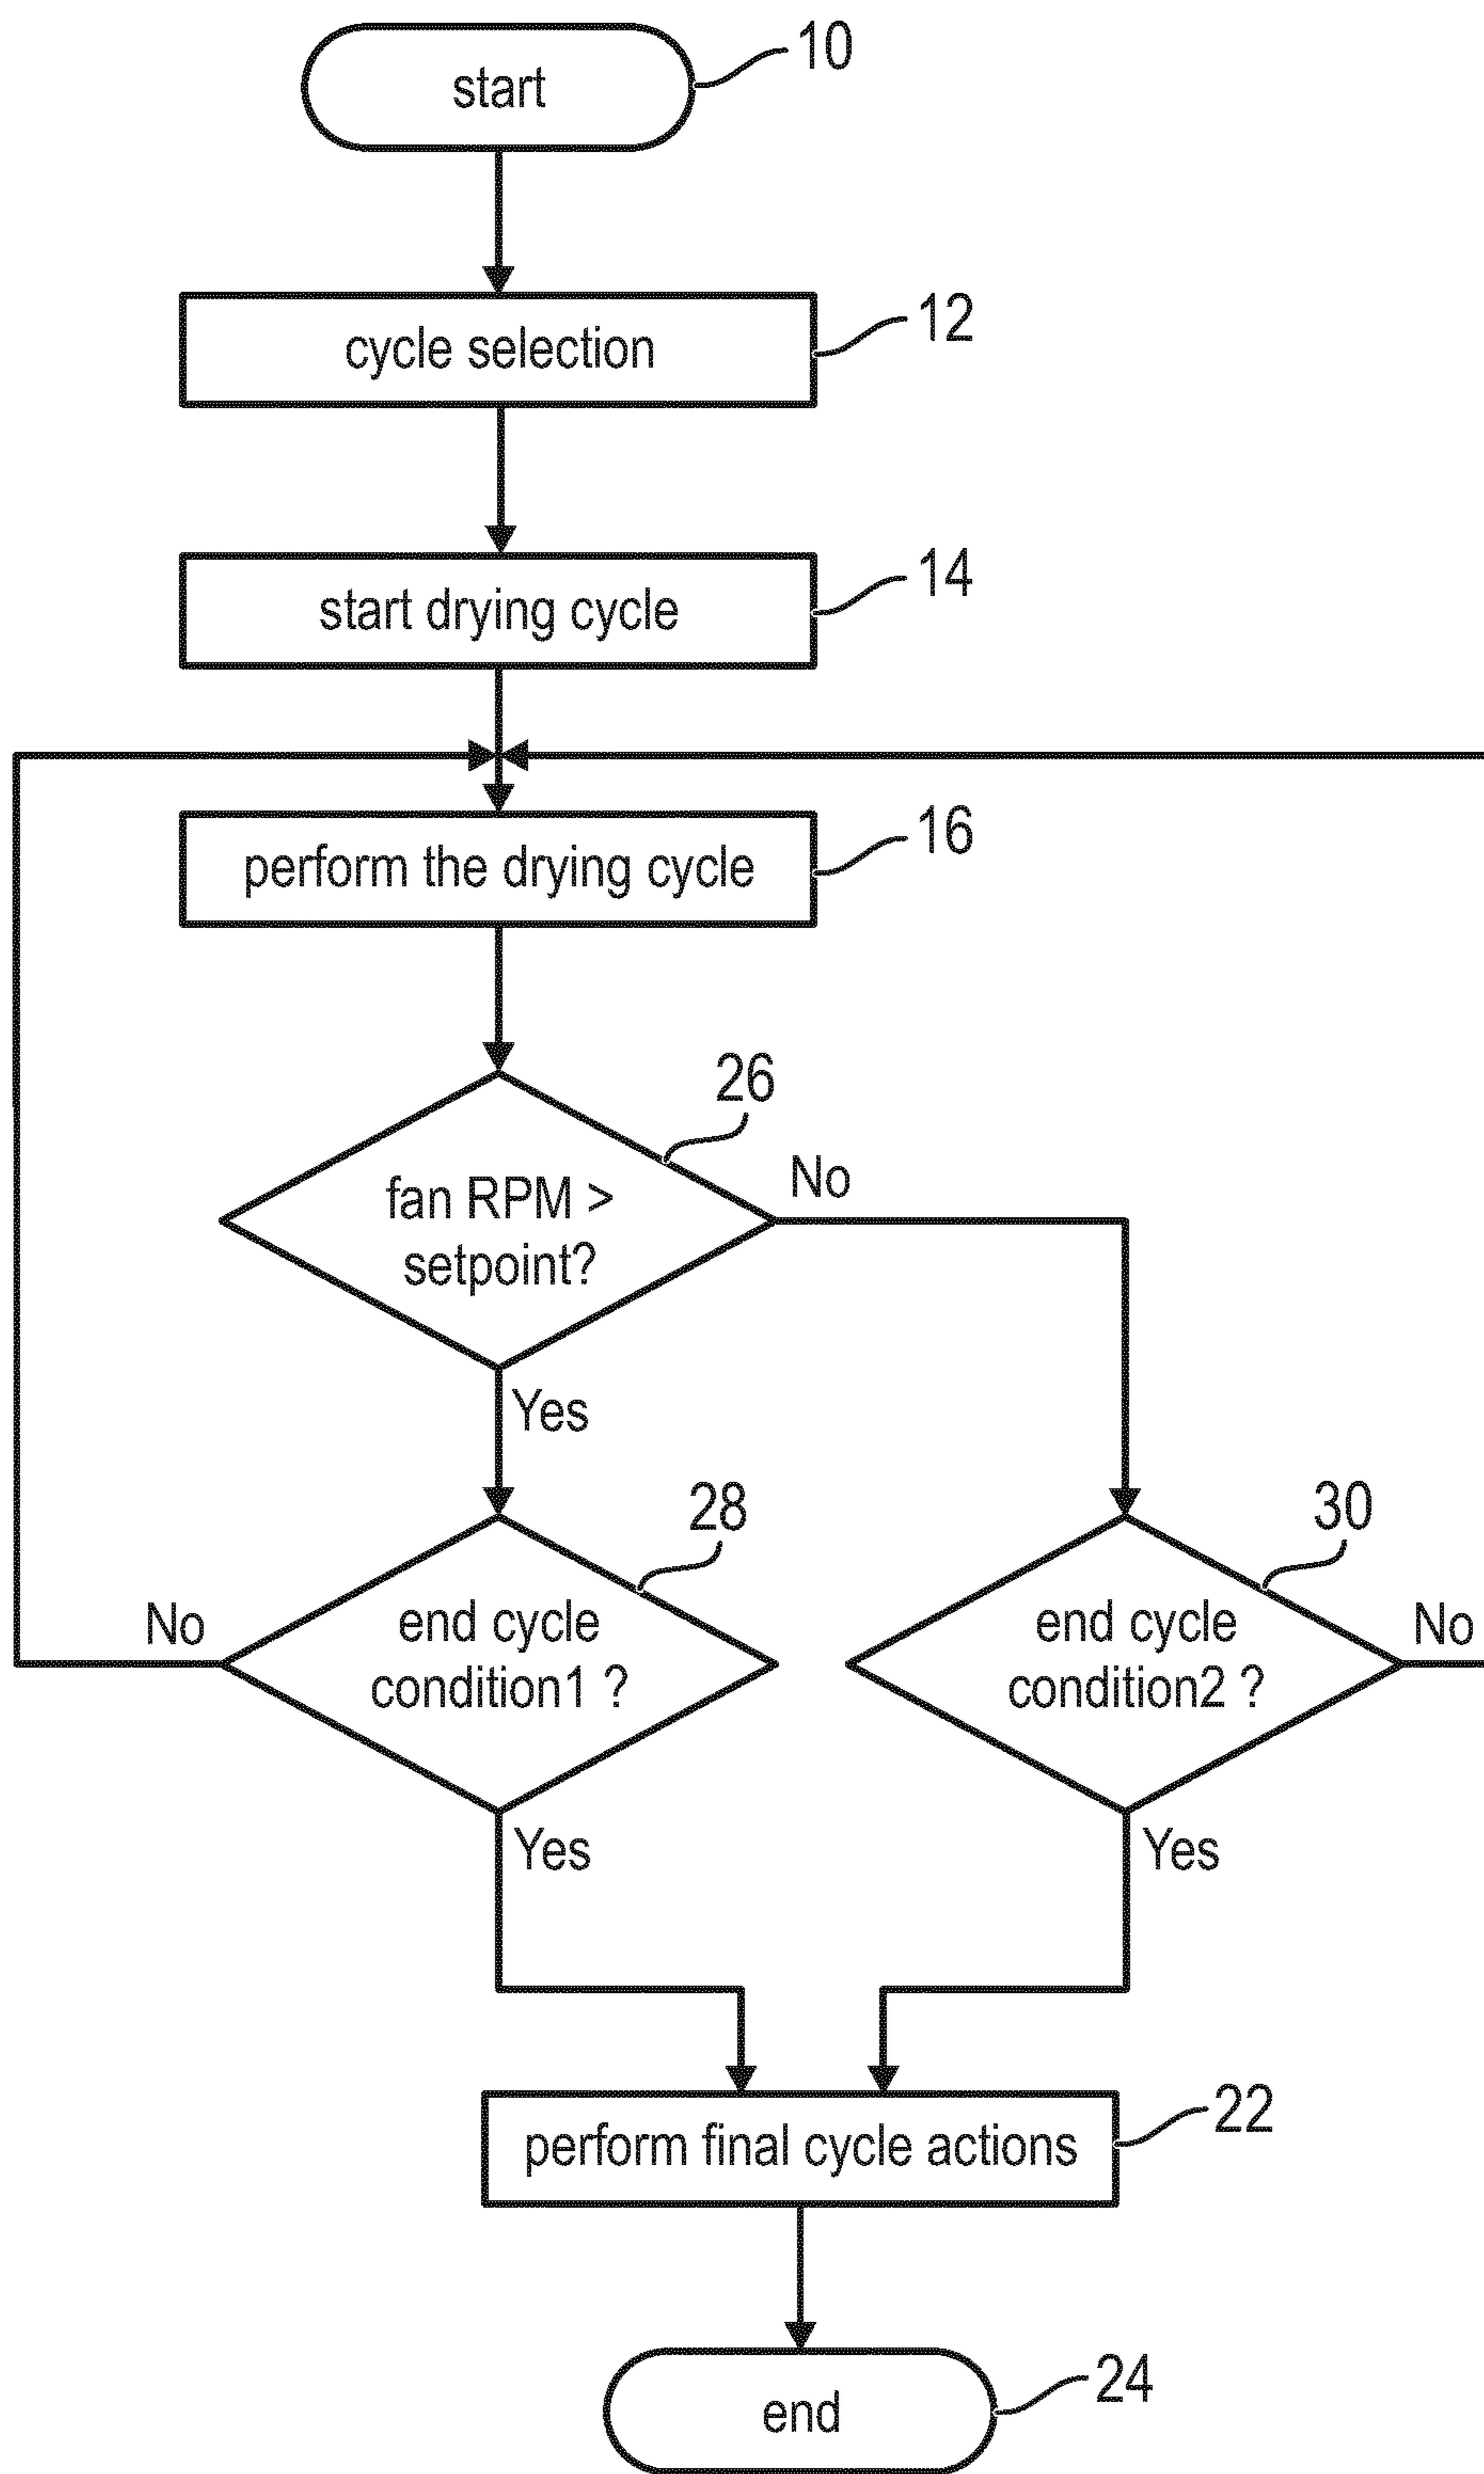 start
10
cycle selection
12
start drying cycle
14
perform the drying cycle
16
26
fan RPM >
setpoint?
No
Yes
28
30
No
end cycle
condition1 ?
end cycle
condition2 ?
No
Yes
Yes
perform final cycle actions
22
end
24